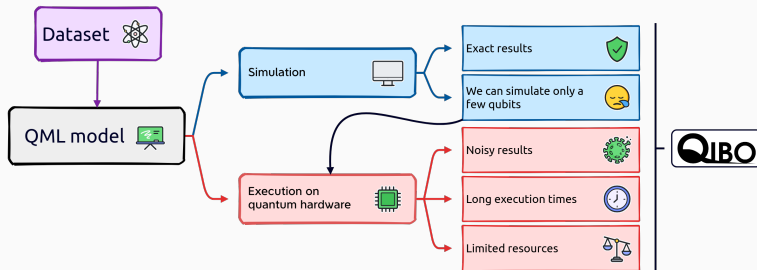 Dataset
QML model
Simulation
Exact results
We can simulate only a
few qubits
Execution on
quantum hardware
Noisy results
Long execution times
Limited resources
QIBO